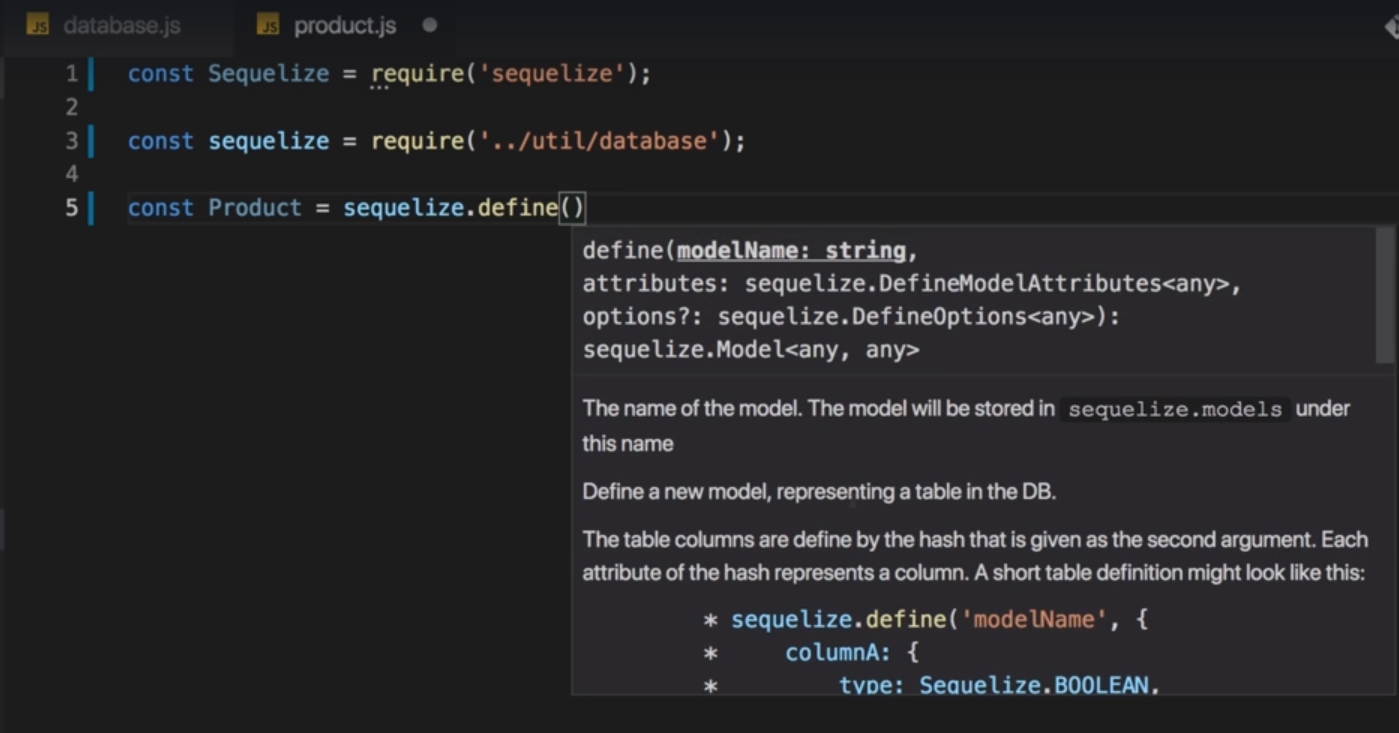 JS database.js JS product.js
1 const Sequelize = require('sequelize');
2
3 const sequelize = require('../util/database');
4
5 const Product = sequelize.define()
define(modelName: string,
attributes: sequelize.DefineModelAttributes<any>,
options?: sequelize.DefineOptions<any>):
sequelize.Model<any, any>
The name of the model. The model will be stored in sequelize.models under
this name
Define a new model, representing a table in the DB.
The table columns are define by the hash that is given as the second argument. Each
attribute of the hash represents a column. A short table definition might look like this:
* sequelize.define('modelName', {
* columnA: {
* type: Sequelize.BOOLEAN,